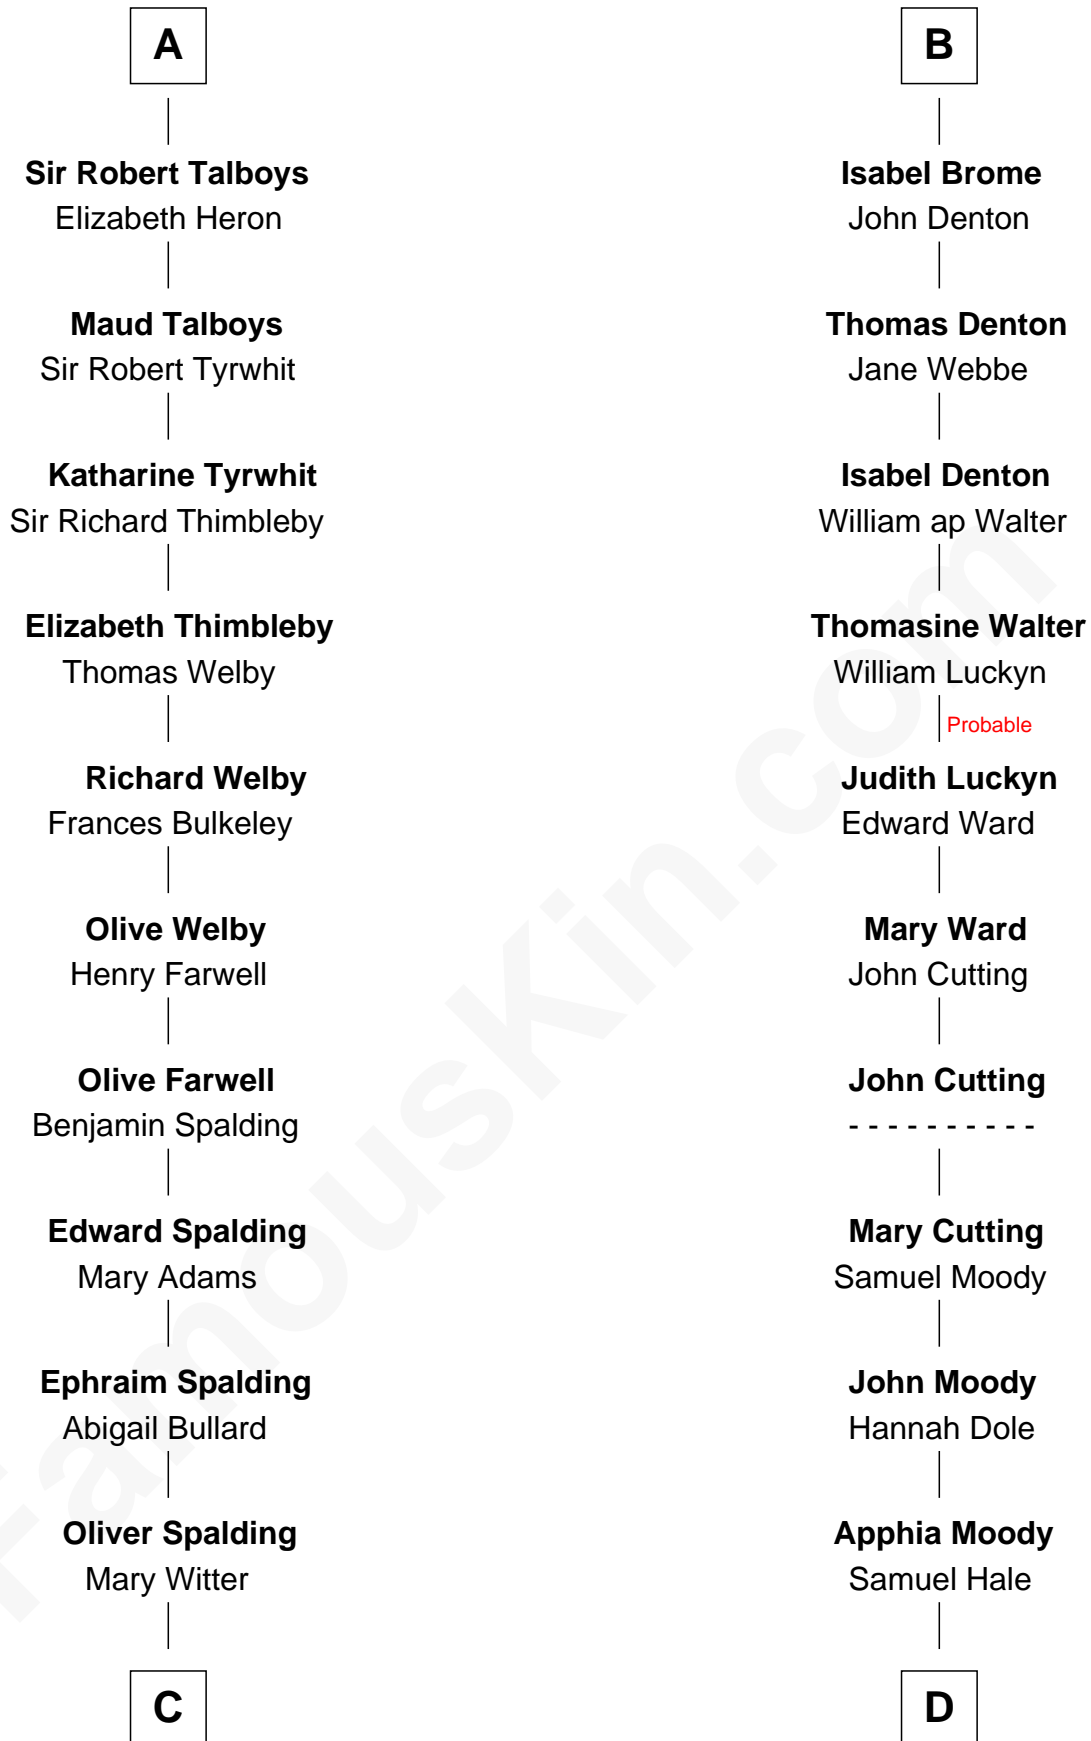 A
Sir Robert Talboys
Elizabeth Heron
Maud Talboys
Sir Robert Tyrwhit
Katharine Tyrwhit
Sir Richard Thimbleby
Elizabeth Thimbleby
Thomas Welby
Richard Welby
Frances Bulkeley
Olive Welby
Henry Farwell
Olive Farwell
Benjamin Spalding
Edward Spalding
Mary Adams
Ephraim Spalding
Abigail Bullard
Oliver Spalding
Mary Witter
C
B
Isabel Brome
John Denton
Thomas Denton
Jane Webbe
Isabel Denton
William ap Walter
Thomasine Walter
William Luckyn
Probable
Judith Luckyn
Edward Ward
Mary Ward
John Cutting
John Cutting
- - - - - - - - - -
Mary Cutting
Samuel Moody
John Moody
Hannah Dole
Apphia Moody
Samuel Hale
D
FamousKin.com